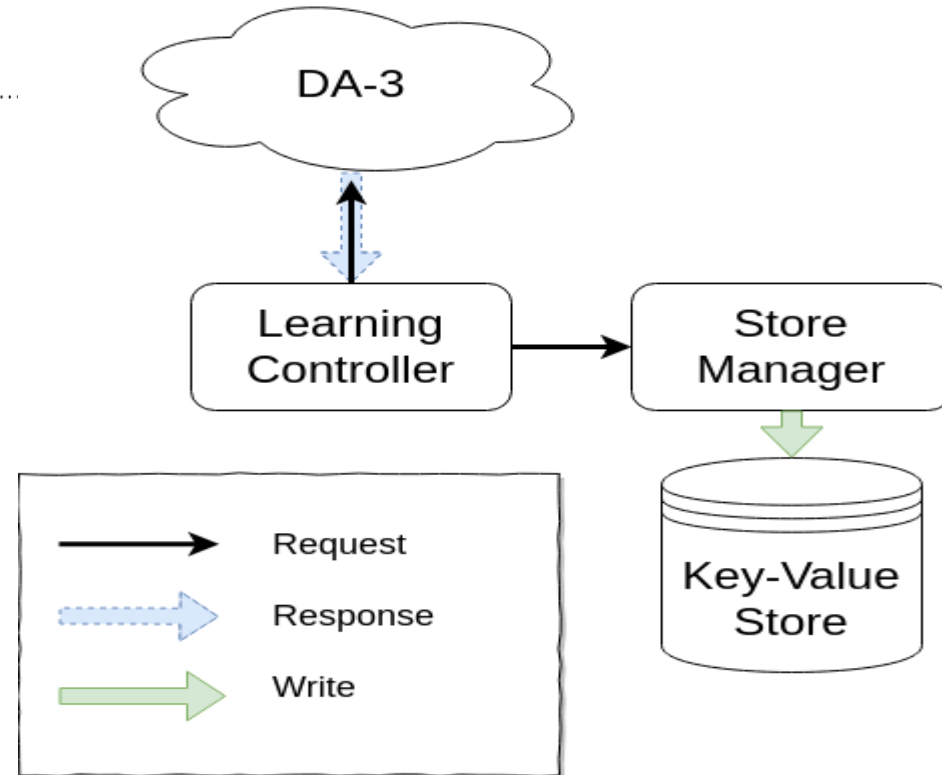 ...
DA-3
Learning
Controller
Store
Manager
Key-Value
Store
Request
Response
Write